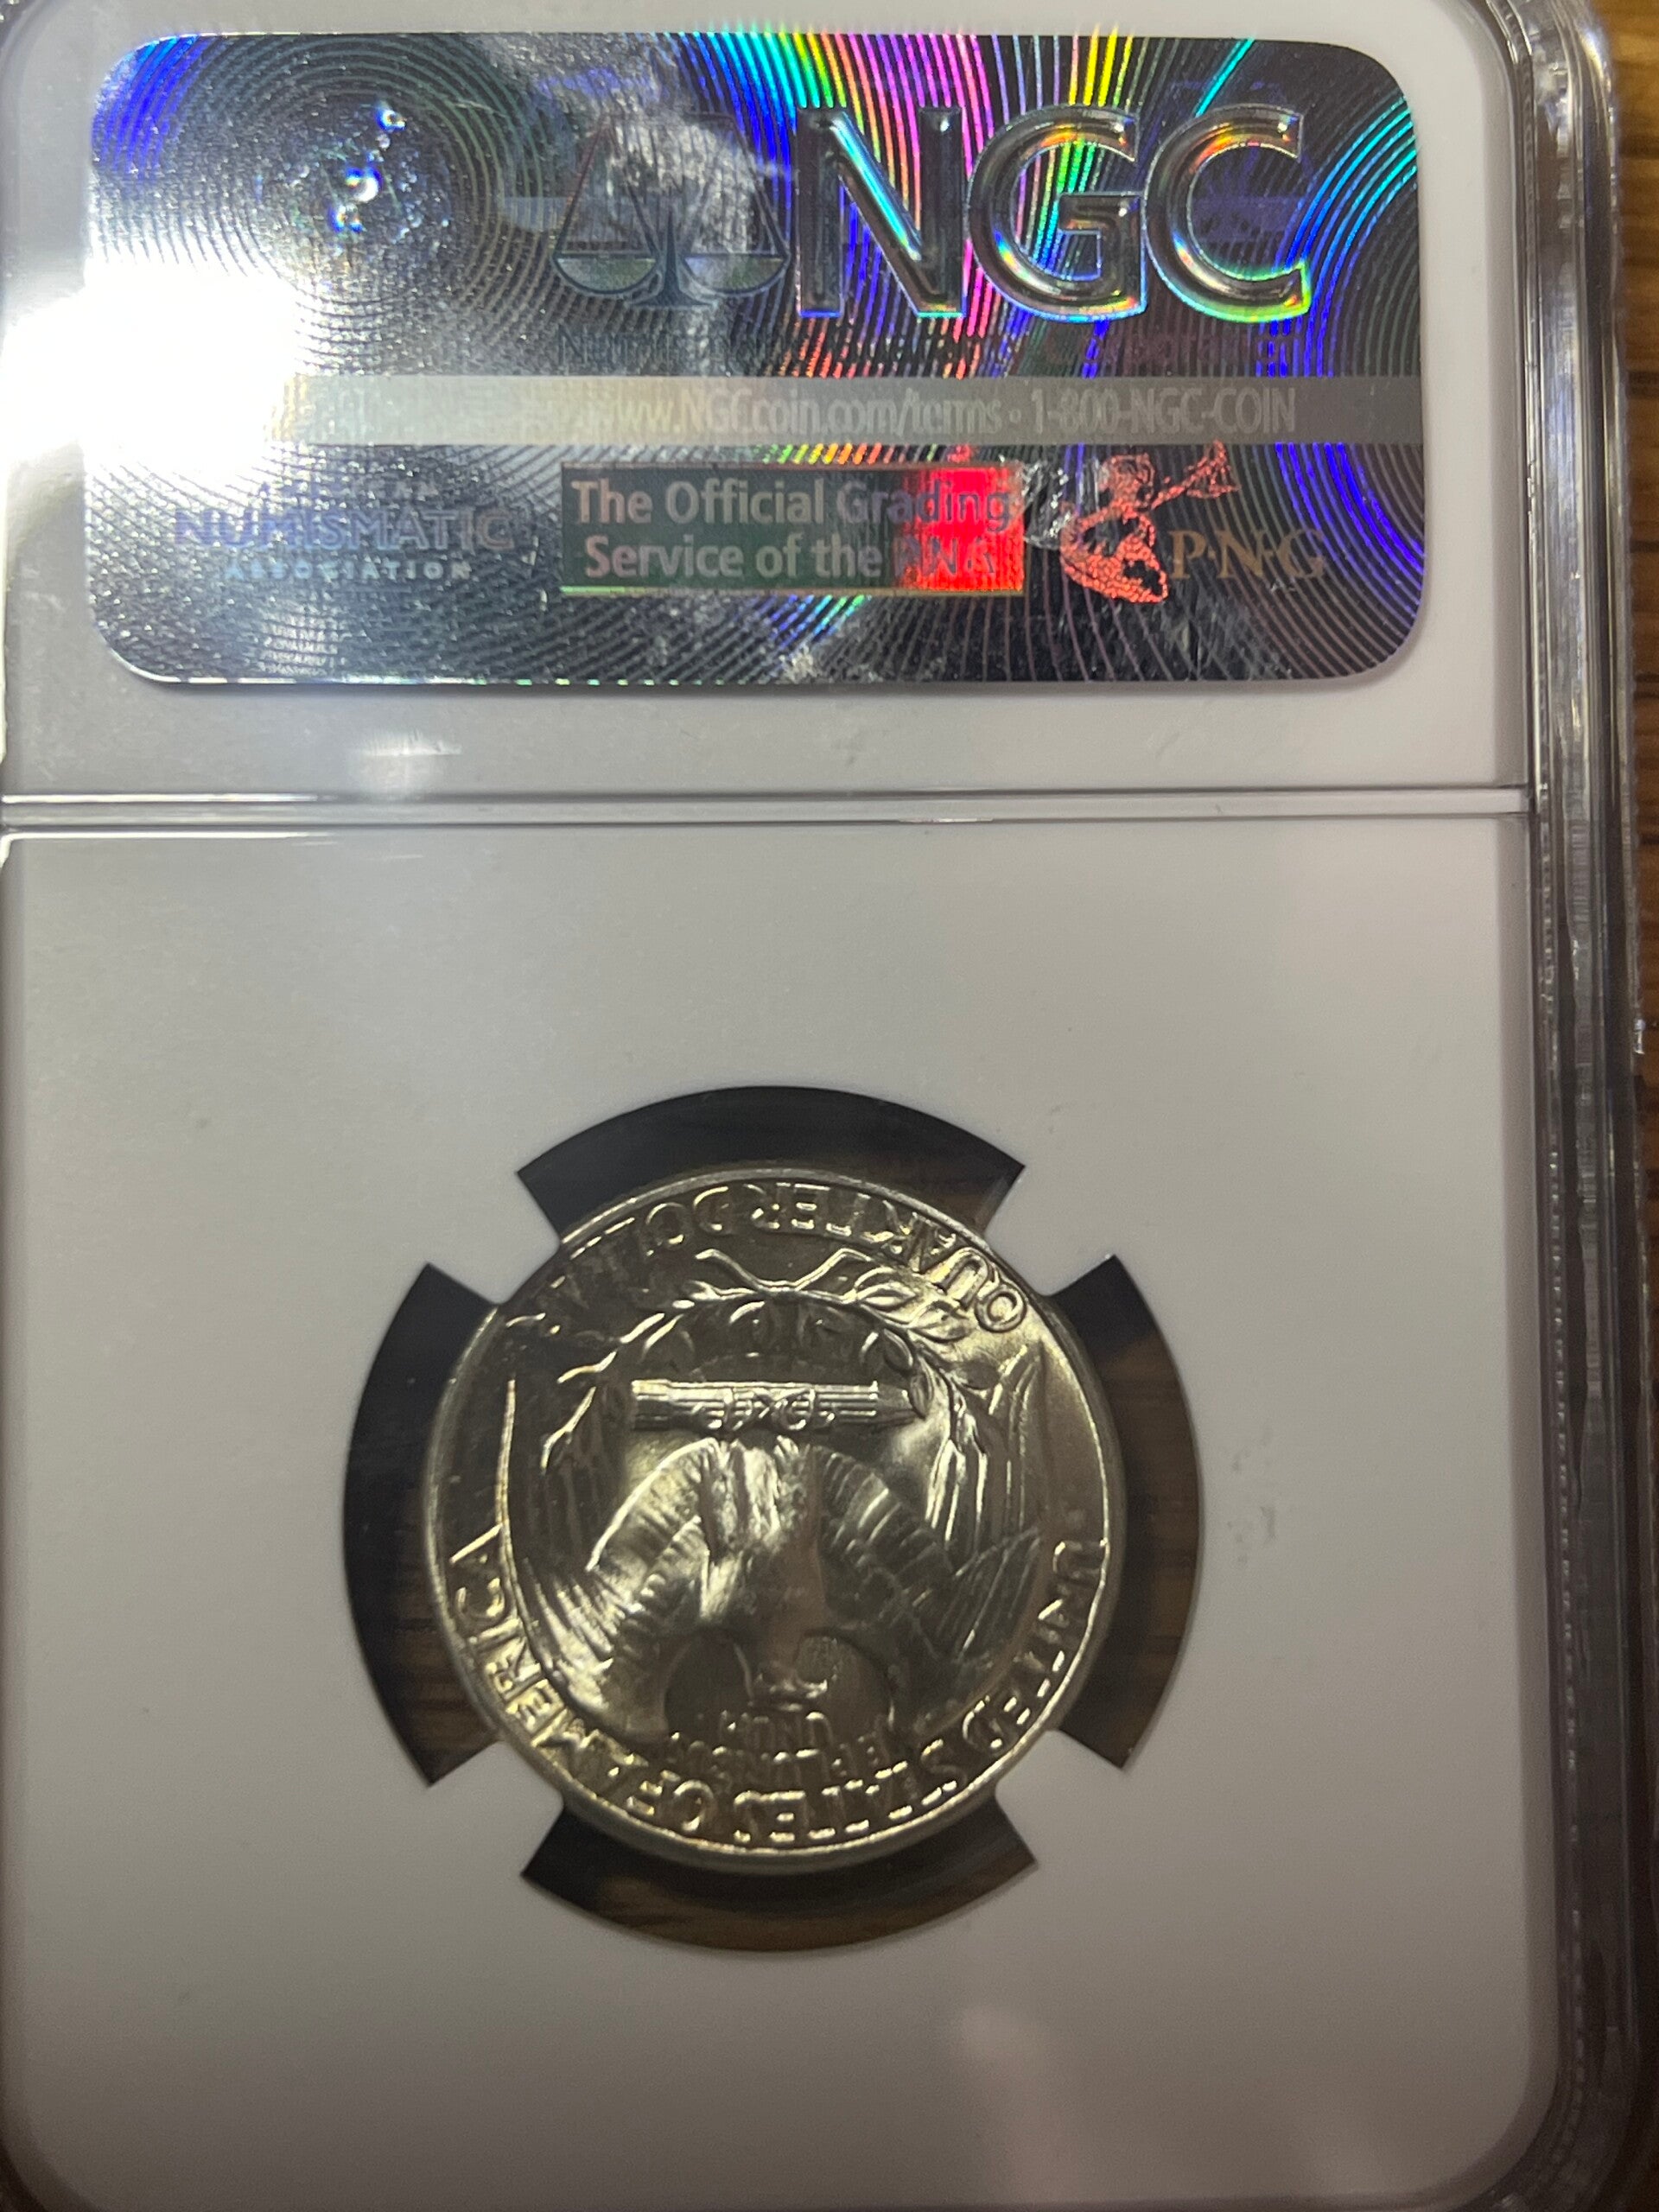 NGC
www.NGCcoin.com/terms • 1-800-NGC-COIN
NUMISMATIC
ASSOCIATION
The Official Grading
Service of the PNG
P·N·G
QUARTER DOLLAR
UNITED STATES OF AMERICA
E PLURIBUS
UNUM